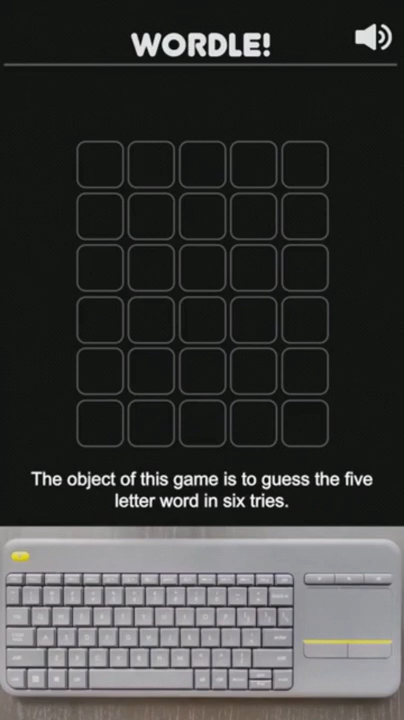 WORDLE!
The object of this game is to guess the five
letter word in six tries.